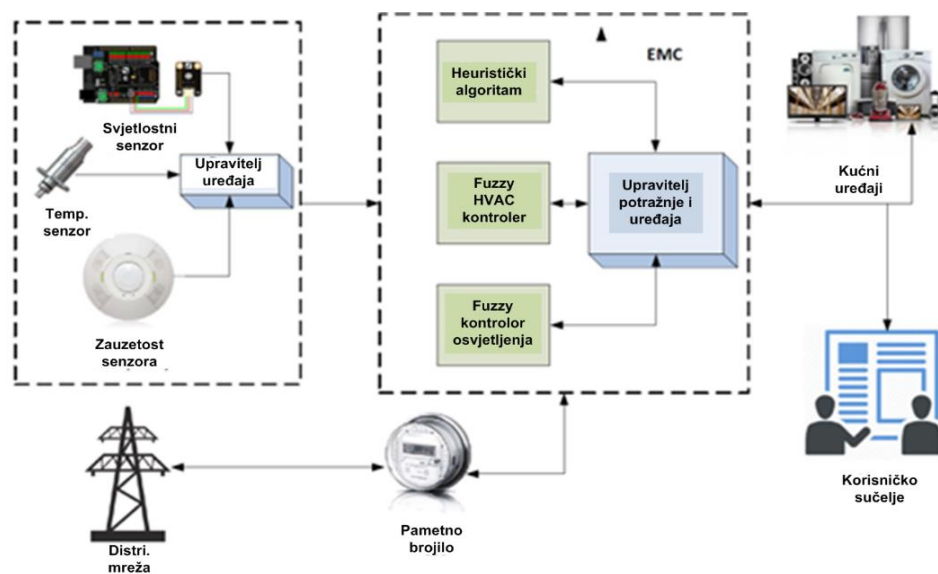 Svjetlostni
senzor
Upravitelj
uređaja
Temp.
senzor
Zauzetost
senzora
EMC
Heuristički
algoritam
Fuzzy
HVAC
kontroler
Upravitelj
potražnje i
uređaja
Fuzzy
kontrolor
osvjetljenja
Kućni
uređaji
Korisničko
sučelje
Distri.
mreža
Pametno
brojilo